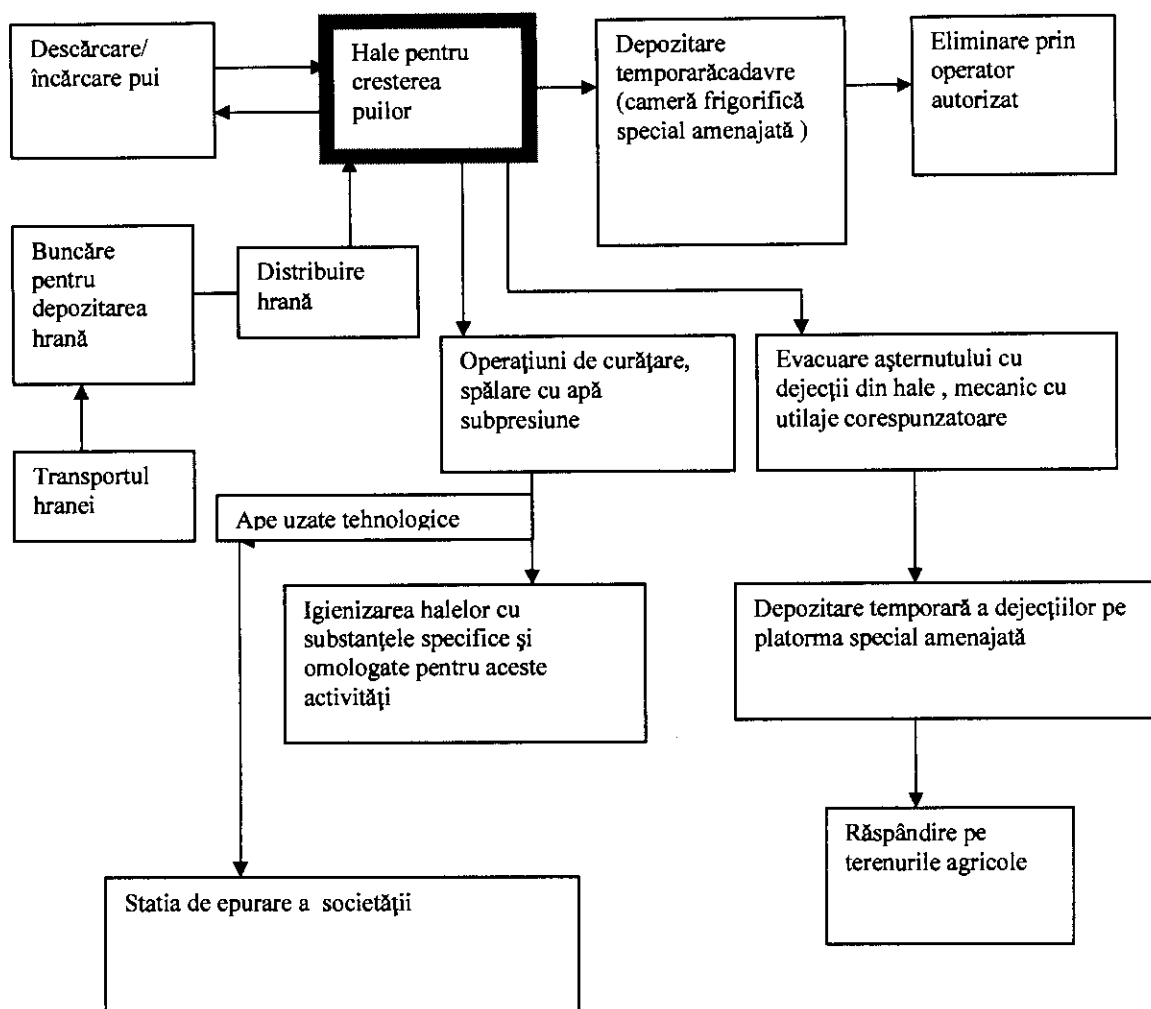 Descărcare/
încărcare pui
Hale pentru
cresterea
puilor
Depozitare
temporarăcadavre
(cameră frigorifică
special amenajată )
Eliminare prin
operator
autorizat
Buncăre
pentru
depozitarea
hrană
Distribuire
hrană
Transportul
hranei
Operaţiuni de curăţare,
spălare cu apă
subpresiune
Evacuare aşternutului cu
dejecţii din hale , mecanic cu
utilaje corespunzatoare
Ape uzate tehnologice
Igienizarea halelor cu
substanţele specifice şi
omologate pentru aceste
activităţi
Depozitare temporară a dejecţiilor pe
platorma special amenajată
Răspândire pe
terenurile agricole
Statia de epurare a societăţii